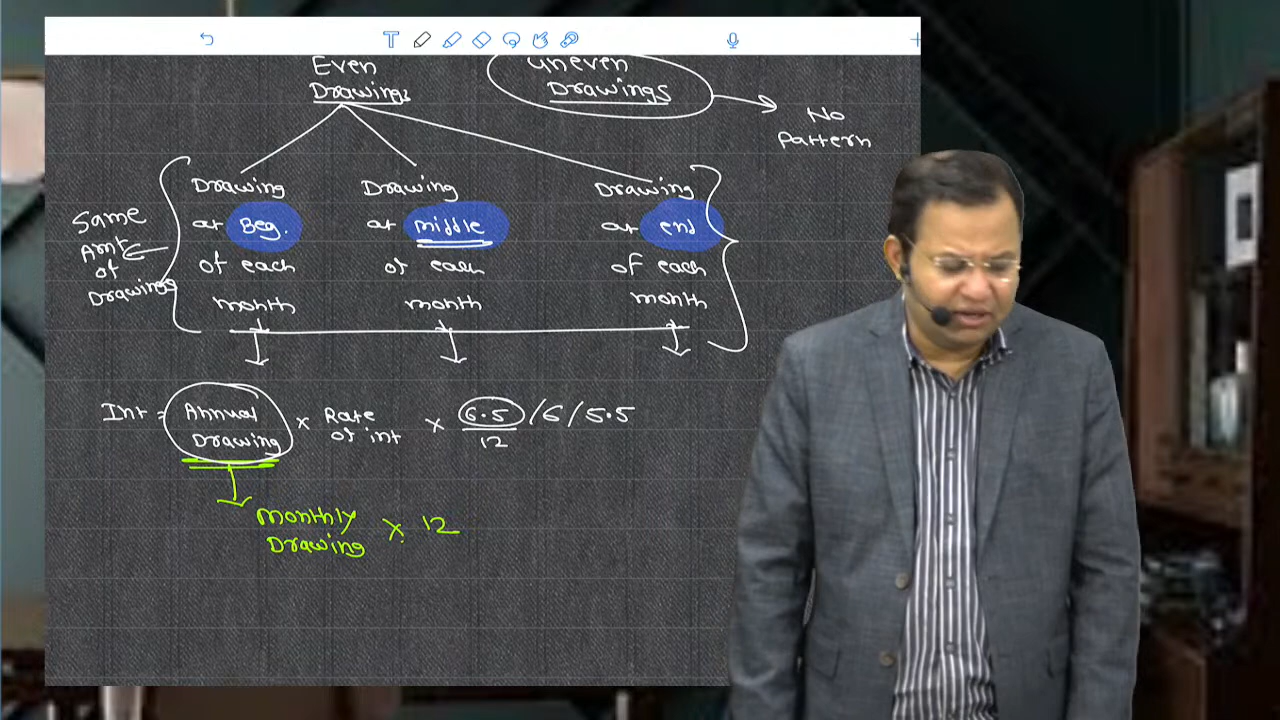 Even
Drawings
Uneven
Drawings
No
Pattern
Drawing
at Beg.
of each
month
Drawing
at middle
of each
month
Drawing
at end
of each
month
Same
Amt
of
Drawings
Int = Annual Drawing × Rate of int × 6.5/12 / 6 / 5.5
Monthly
Drawing × 12